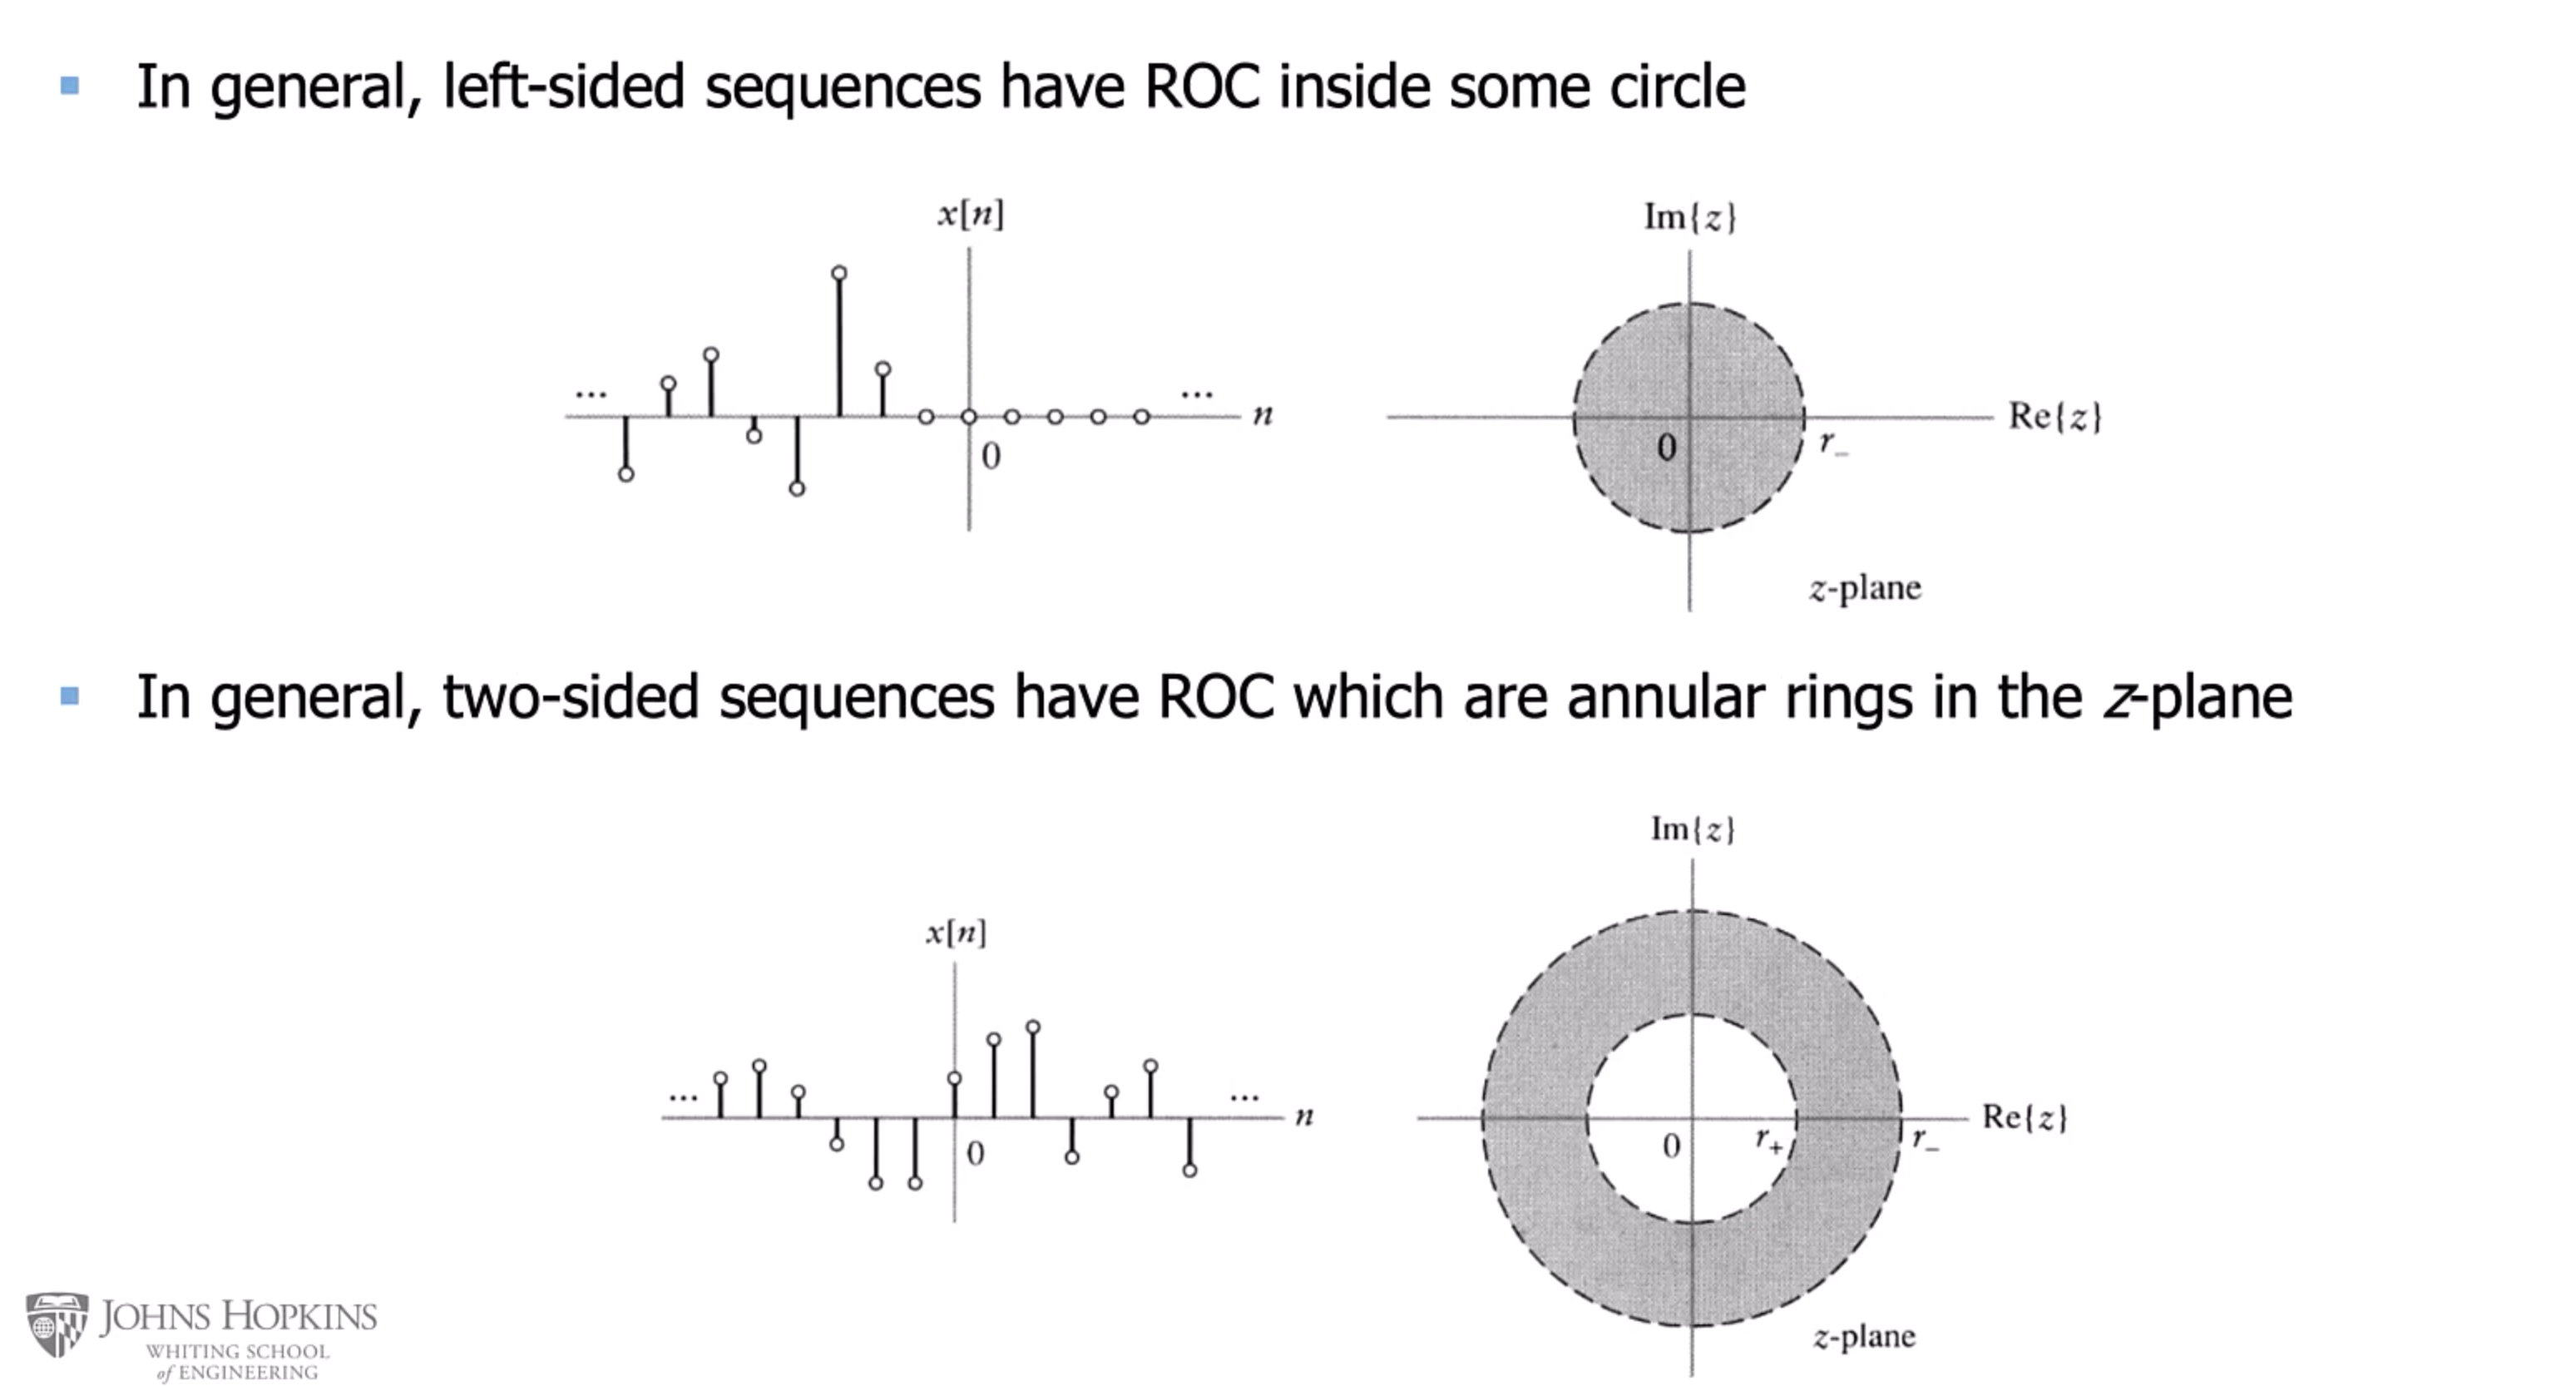 In general, left-sided sequences have ROC inside some circle
x[n]
...
...
n
0
Im{z}
Re{z}
0
r_
z-plane
In general, two-sided sequences have ROC which are annular rings in the z-plane
x[n]
...
...
n
0
Im{z}
Re{z}
0
r+
r_
z-plane
JOHNS HOPKINS
WHITING SCHOOL
of ENGINEERING